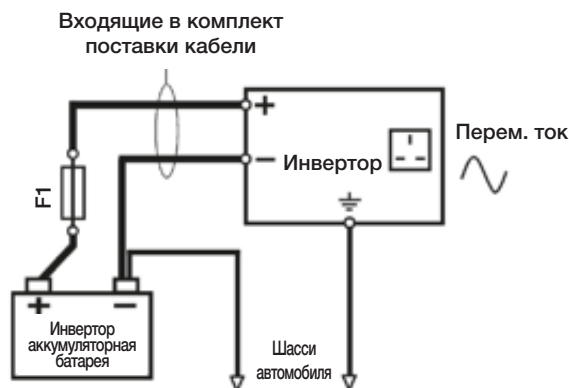 Входящие в комплект
поставки кабели
+
Перем. ток
− Инвертор
F1
+ −
Инвертор
аккумуляторная
батарея
Шасси
автомобиля